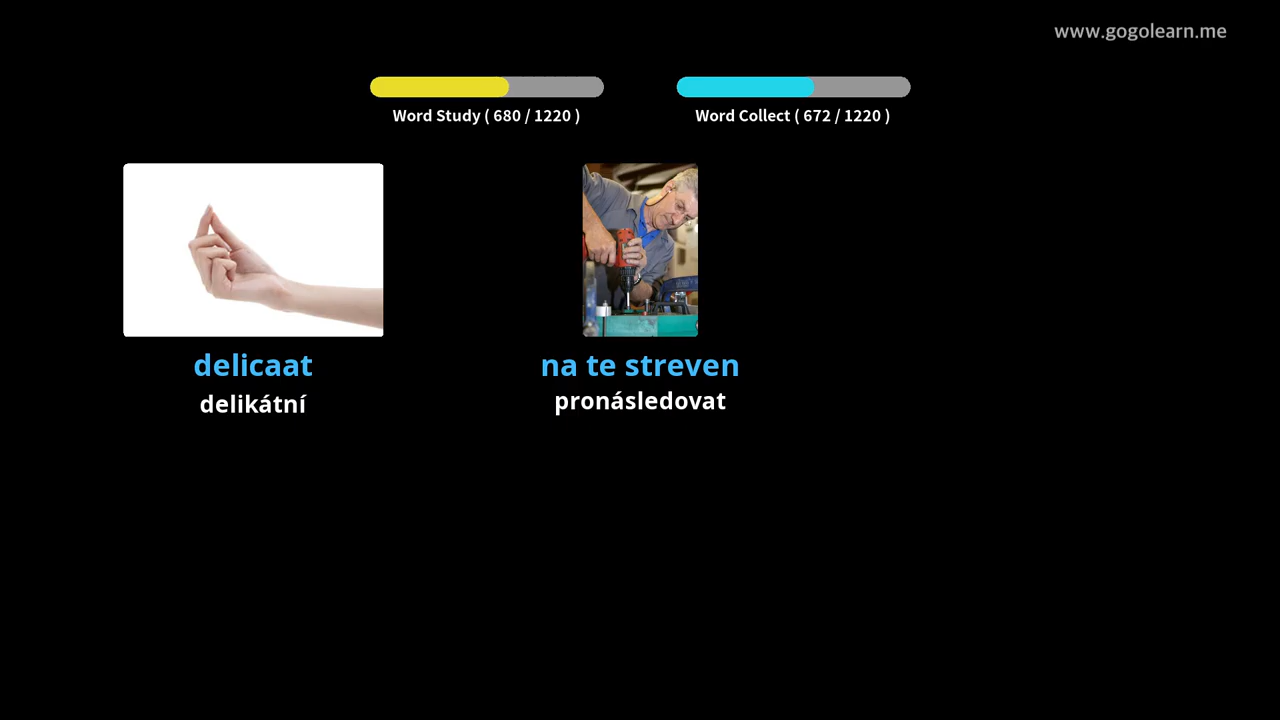 www.gogolearn.me
Word Study ( 680 / 1220 )
Word Collect ( 672 / 1220 )
delicaat
delikátní
na te streven
pronásledovat